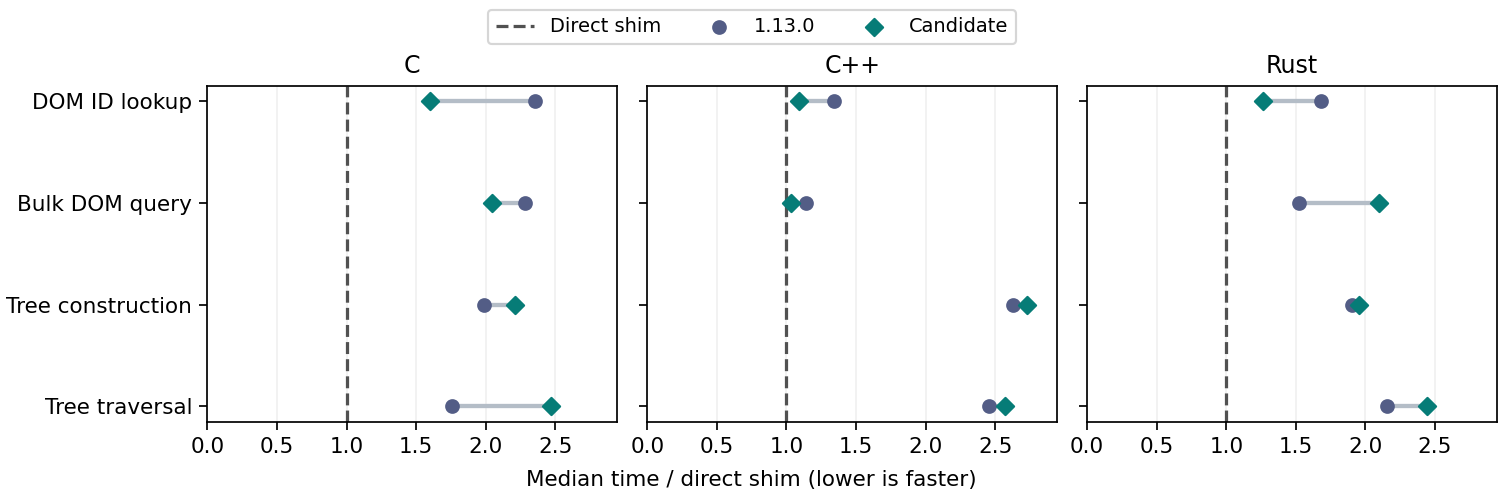 Direct shim 1.13.0 Candidate
C C++ Rust
DOM ID lookup
Bulk DOM query
Tree construction
Tree traversal
0.0 0.5 1.0 1.5 2.0 2.5 0.0 0.5 1.0 1.5 2.0 2.5 0.0 0.5 1.0 1.5 2.0 2.5
Median time / direct shim (lower is faster)